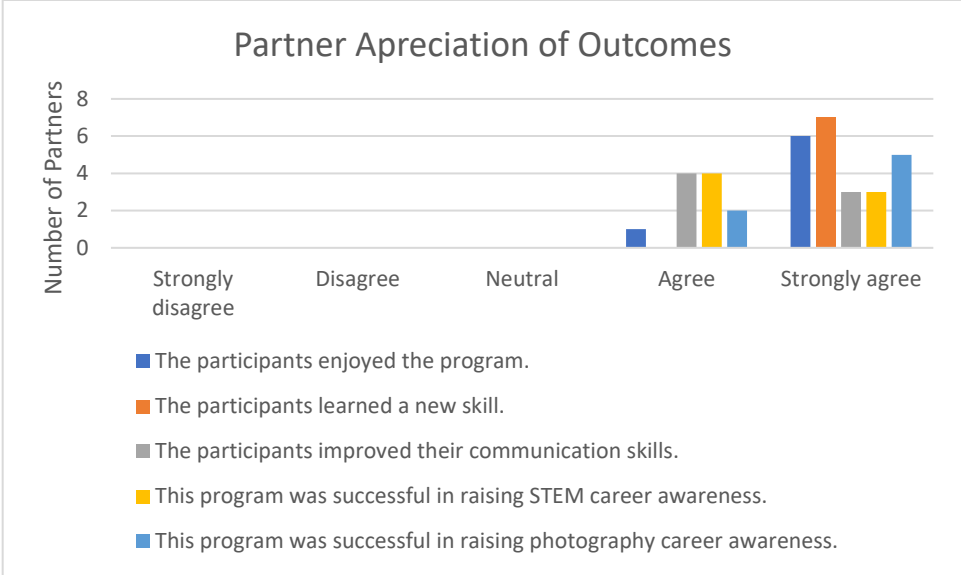 Partner Apreciation of Outcomes
Number of Partners
8
6
4
2
0
Strongly
disagree
Disagree
Neutral
Agree
Strongly agree
The participants enjoyed the program.
The participants learned a new skill.
The participants improved their communication skills.
This program was successful in raising STEM career awareness.
This program was successful in raising photography career awareness.